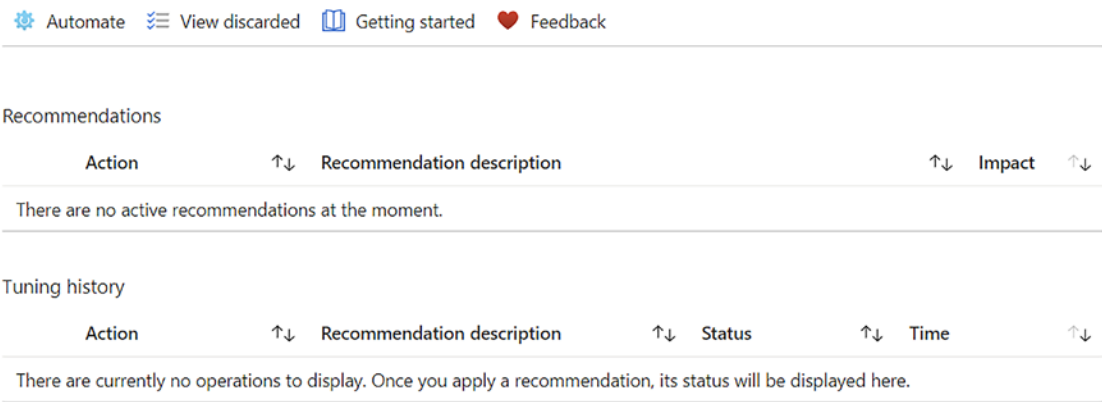 Automate View discarded Getting started Feedback
Recommendations
Action ↑↓ Recommendation description ↑↓ Impact ↑↓
There are no active recommendations at the moment.
Tuning history
Action ↑↓ Recommendation description ↑↓ Status ↑↓ Time ↑↓
There are currently no operations to display. Once you apply a recommendation, its status will be displayed here.